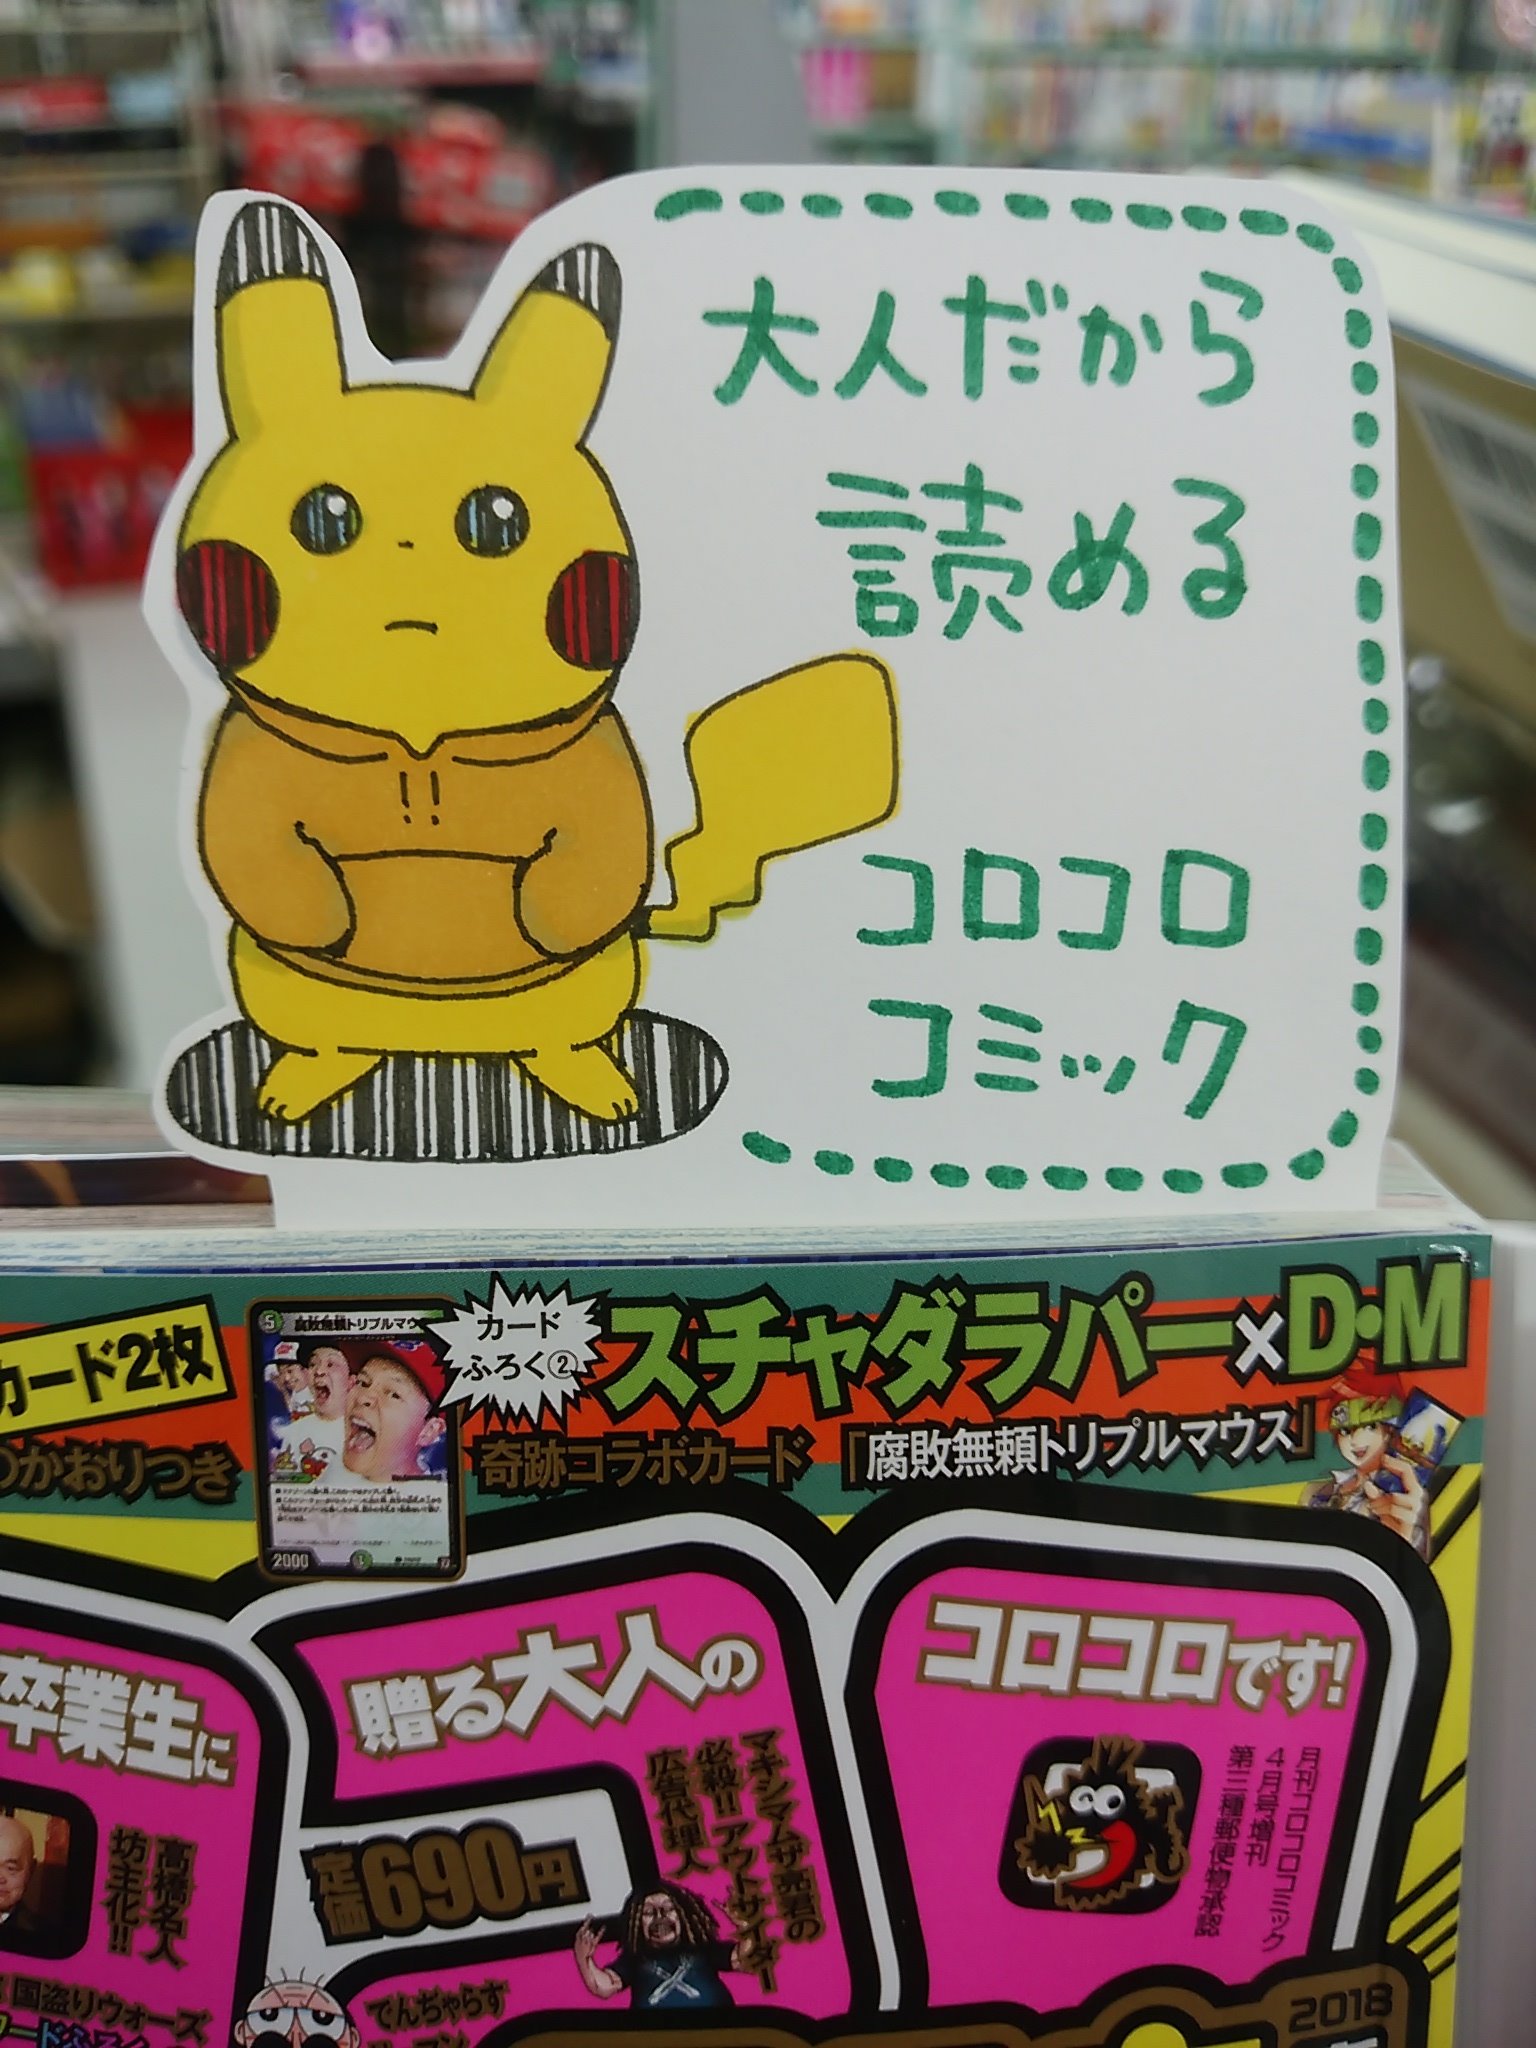 大人だから
読める
コロコロ
コミック
カード2枚
のかおりつき
腐敗無頼トリプルマウ
2000
カード
ふろく②
スチャダラパー×D・M
奇跡コラボカード「腐敗無頼トリプルマウス」
卒業生に
贈る大人の
コロコロです!
高橋名人
坊主化!!
定価690円
マキシマムザ亮君の
必殺!!アウトサイダー
広告代理人
月刊コロコロコミック
4月号増刊
第三種郵便物承認
国盗りウォーズ
でんぢゃらす
2018